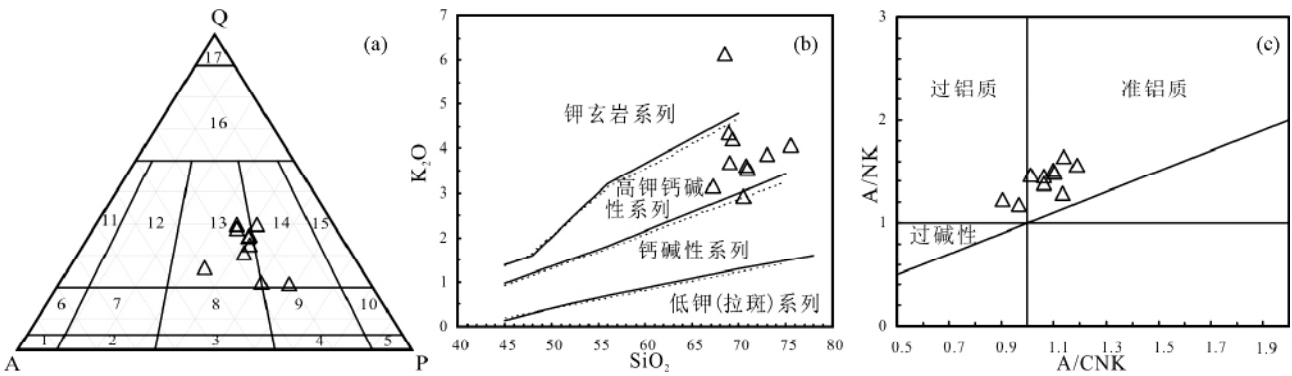 Q
(a)
17
16
11
12
13
14
15
6
7
8
9
10
1
2
3
4
5
A
P
(b)
K₂O
7
6
5
4
3
2
1
0
钾玄岩系列
高钾钙碱
性系列
钙碱性系列
低钾(拉斑)系列
40 45 50 55 60 65 70 75 80
SiO₂
(c)
A/NK
3
2
1
0
过铝质
准铝质
过碱性
0.5 0.7 0.9 1.1 1.3 1.5 1.7 1.9
A/CNK